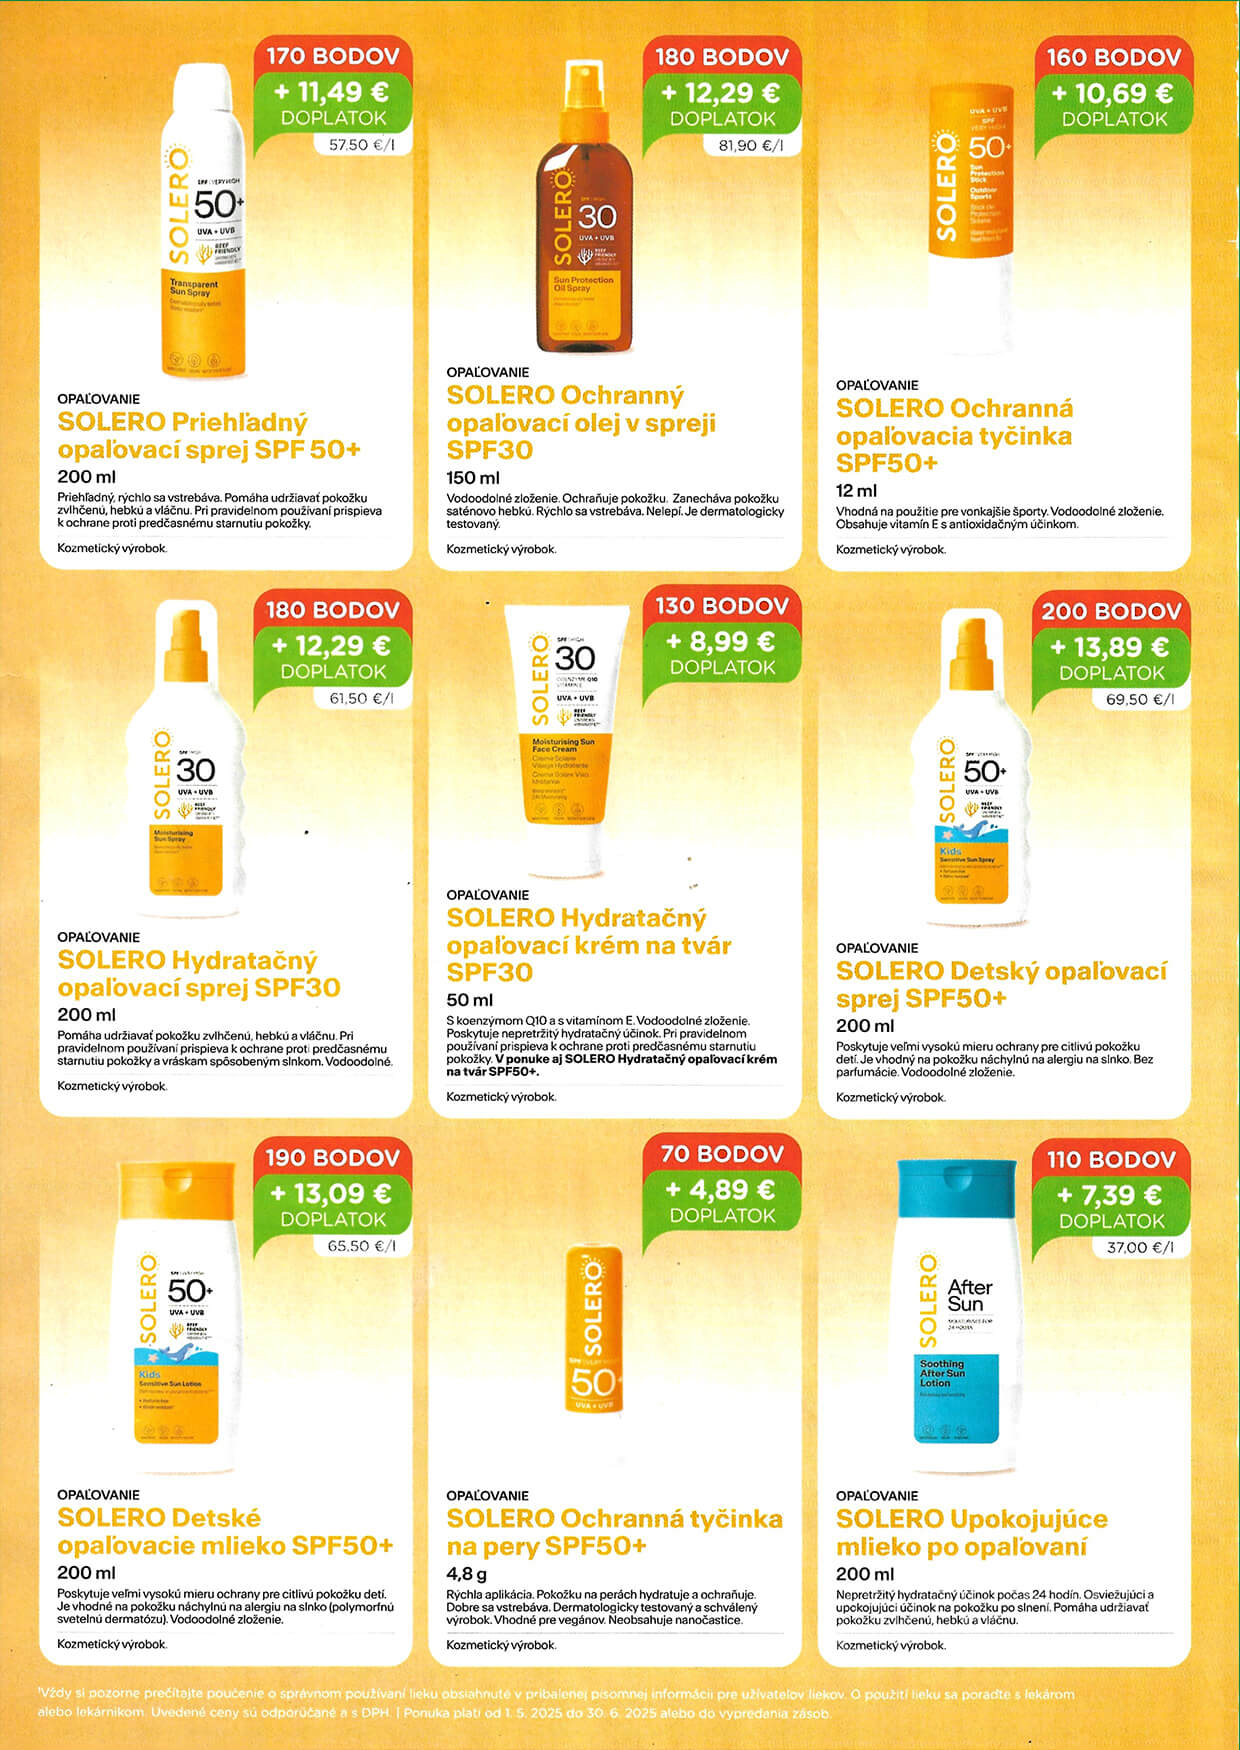 170 BODOV
+ 11,49 €
DOPLATOK
57,50 €/l
SOLERO
SPF VERY HIGH
50+
UVA + UVB
REEF
FRIENDLY
Transparent
Sun Spray
OPAĽOVANIE
SOLERO Priehľadný
opaľovací sprej SPF 50+
200 ml
Priehľadný, rýchlo sa vstrebáva. Pomáha udržiavať pokožku
zvlhčenú, hebkú a vláčnu. Pri pravidelnom používaní prispieva
k ochrane proti predčasnému starnutiu pokožky.
Kozmetický výrobok.
180 BODOV
+ 12,29 €
DOPLATOK
81,90 €/l
SOLERO
30
UVA + UVB
REEF
FRIENDLY
Sun Protection
Oil Spray
OPAĽOVANIE
SOLERO Ochranný
opaľovací olej v spreji
SPF30
150 ml
Vodoodolné zloženie. Ochraňuje pokožku. Zanecháva pokožku
saténovo hebkú. Rýchlo sa vstrebáva. Nelepí. Je dermatologicky
testovaný.
Kozmetický výrobok.
160 BODOV
+ 10,69 €
DOPLATOK
SOLERO
UVA + UVB
SPF
VERY HIGH
50+
Sun
Protection
Stick
Outdoor
Sports
OPAĽOVANIE
SOLERO Ochranná
opaľovacia tyčinka
SPF50+
12 ml
Vhodná na použitie pre vonkajšie športy. Vodoodolné zloženie.
Obsahuje vitamín E s antioxidačným účinkom.
Kozmetický výrobok.
180 BODOV
+ 12,29 €
DOPLATOK
61,50 €/l
SOLERO
30
UVA + UVB
REEF
FRIENDLY
Moisturising
Sun Spray
OPAĽOVANIE
SOLERO Hydratačný
opaľovací sprej SPF30
200 ml
Pomáha udržiavať pokožku zvlhčenú, hebkú a vláčnu. Pri
pravidelnom používaní prispieva k ochrane proti predčasnému
starnutiu pokožky a vráskam spôsobeným slnkom. Vodoodolné.
Kozmetický výrobok.
130 BODOV
+ 8,99 €
DOPLATOK
SOLERO
SPF HIGH
30
COENZYME Q10
VITAMIN E
UVA + UVB
REEF
FRIENDLY
Moisturising Sun
Face Cream
OPAĽOVANIE
SOLERO Hydratačný
opaľovací krém na tvár
SPF30
50 ml
S koenzýmom Q10 a s vitamínom E. Vodoodolné zloženie.
Poskytuje nepretržitý hydratačný účinok. Pri pravidelnom
používaní prispieva k ochrane proti predčasnému starnutiu
pokožky. V ponuke aj SOLERO Hydratačný opaľovací krém
na tvár SPF50+.
Kozmetický výrobok.
200 BODOV
+ 13,89 €
DOPLATOK
69,50 €/l
SOLERO
50+
UVA + UVB
REEF
FRIENDLY
Kids
Sensitive Sun Spray
OPAĽOVANIE
SOLERO Detský opaľovací
sprej SPF50+
200 ml
Poskytuje veľmi vysokú mieru ochrany pre citlivú pokožku
detí. Je vhodný na pokožku náchylnú na alergiu na slnko. Bez
parfumácie. Vodoodolné zloženie.
Kozmetický výrobok.
190 BODOV
+ 13,09 €
DOPLATOK
65,50 €/l
SOLERO
50+
UVA + UVB
REEF
FRIENDLY
Kids
Sensitive Sun Lotion
OPAĽOVANIE
SOLERO Detské
opaľovacie mlieko SPF50+
200 ml
Poskytuje veľmi vysokú mieru ochrany pre citlivú pokožku detí.
Je vhodné na pokožku náchylnú na alergiu na slnko (polymorfnú
svetelnú dermatózu). Vodoodolné zloženie.
Kozmetický výrobok.
70 BODOV
+ 4,89 €
DOPLATOK
SOLERO
50+
UVA + UVB
OPAĽOVANIE
SOLERO Ochranná tyčinka
na pery SPF50+
4,8 g
Rýchla aplikácia. Pokožku na perách hydratuje a ochraňuje.
Dobre sa vstrebáva. Dermatologicky testovaný a schválený
výrobok. Vhodné pre vegánov. Neobsahuje nanočastice.
Kozmetický výrobok.
110 BODOV
+ 7,39 €
DOPLATOK
37,00 €/l
SOLERO
After
Sun
MOISTURISES FOR
24 HOURS
Soothing
After Sun
Lotion
OPAĽOVANIE
SOLERO Upokojujúce
mlieko po opaľovaní
200 ml
Nepretržitý hydratačný účinok počas 24 hodín. Osviežujúci a
upokojujúci účinok na pokožku po slnení. Pomáha udržiavať
pokožku zvlhčenú, hebkú a vláčnu.
Kozmetický výrobok.
¹Vždy si pozorne prečítajte poučenie o správnom používaní lieku obsiahnuté v pribalenej písomnej informácii pre užívateľov liekov. O použití lieku sa poraďte s lekárom
alebo lekárnikom. Uvedené ceny sú odporúčané a s DPH. | Ponuka platí od 1. 5. 2025 do 30. 6. 2025 alebo do vypredania zásob.